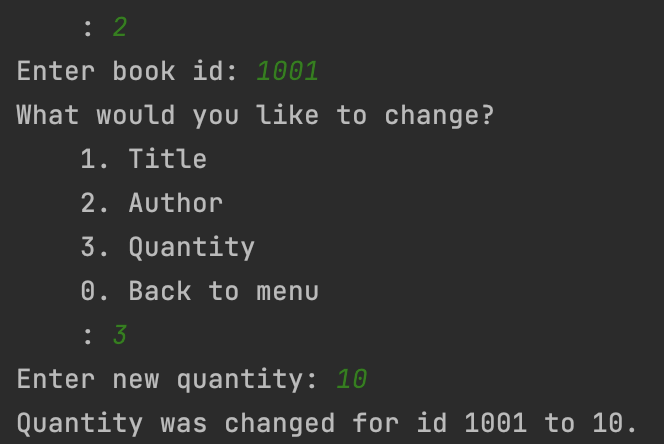 : 2
Enter book id: 1001
What would you like to change?
1. Title
2. Author
3. Quantity
0. Back to menu
: 3
Enter new quantity: 10
Quantity was changed for id 1001 to 10.